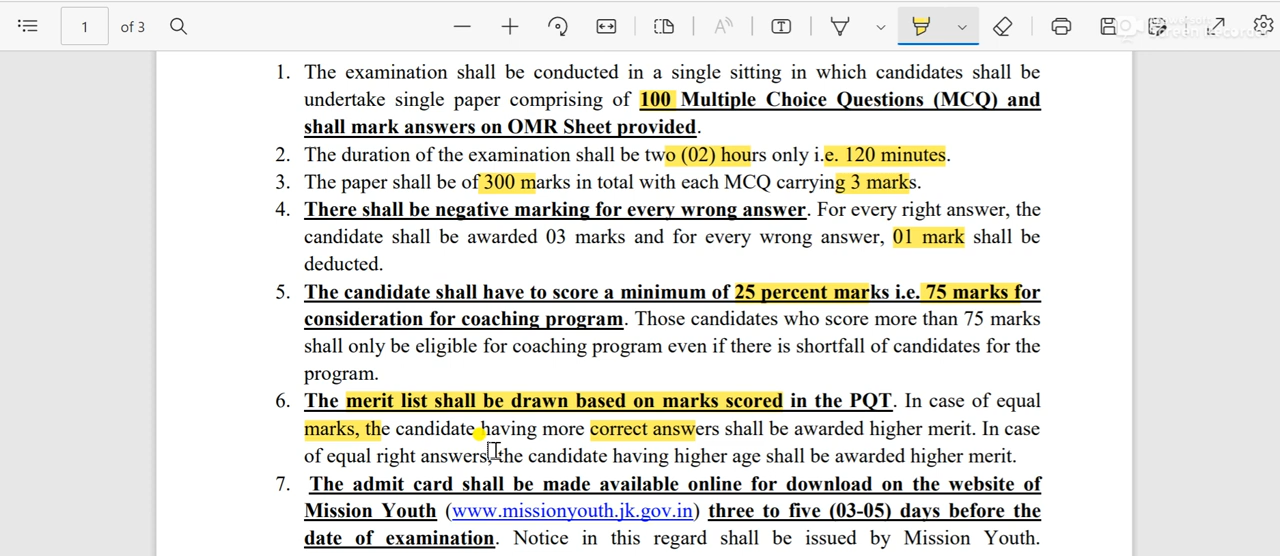 1 of 3
1. The examination shall be conducted in a single sitting in which candidates shall be
undertake single paper comprising of 100 Multiple Choice Questions (MCQ) and
shall mark answers on OMR Sheet provided.
2. The duration of the examination shall be two (02) hours only i.e. 120 minutes.
3. The paper shall be of 300 marks in total with each MCQ carrying 3 marks.
4. There shall be negative marking for every wrong answer. For every right answer, the
candidate shall be awarded 03 marks and for every wrong answer, 01 mark shall be
deducted.
5. The candidate shall have to score a minimum of 25 percent marks i.e. 75 marks for
consideration for coaching program. Those candidates who score more than 75 marks
shall only be eligible for coaching program even if there is shortfall of candidates for the
program.
6. The merit list shall be drawn based on marks scored in the PQT. In case of equal
marks, the candidate having more correct answers shall be awarded higher merit. In case
of equal right answers, the candidate having higher age shall be awarded higher merit.
7. The admit card shall be made available online for download on the website of
Mission Youth (www.missionyouth.jk.gov.in) three to five (03-05) days before the
date of examination. Notice in this regard shall be issued by Mission Youth.